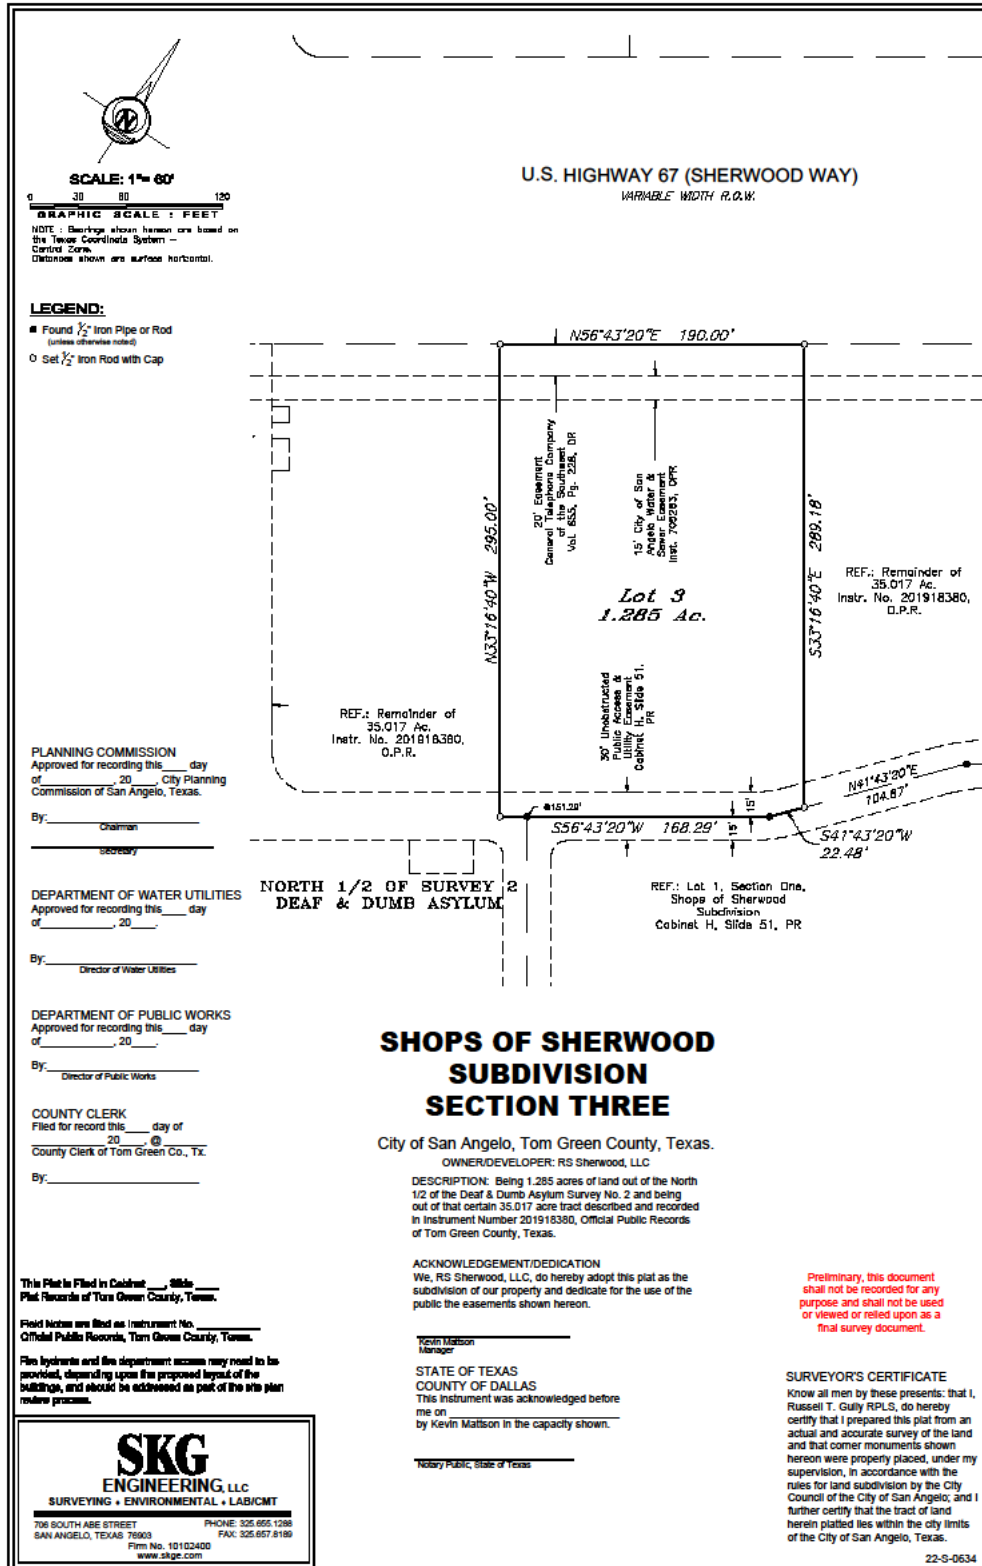 N
SCALE: 1"= 60'
0 30 60 120
GRAPHIC SCALE : FEET
NOTE : Bearings shown hereon are based on
the Texas Coordinate System –
Central Zone.
Distances shown are surface horizontal.
LEGEND:
Found 1/2" Iron Pipe or Rod
(unless otherwise noted)
Set 1/2" Iron Rod with Cap
U.S. HIGHWAY 67 (SHERWOOD WAY)
VARIABLE WIDTH R.O.W.
N56°43'20"E 190.00'
20' Easement
General Telephone Company
of the Southwest
Vol. 655, Pg. 228, DR
15' City of San
Angelo Water &
Sewer Easement
Inst. 709283, OPR
N33°16'40"W 295.00'
S33°16'40"E 289.18'
Lot 3
1.285 Ac.
REF.: Remainder of
35.017 Ac.
Instr. No. 201918380,
O.P.R.
30' Unobstructed
Public Access &
Utility Easement
Cabinet H, Slide 51,
PR
REF.: Remainder of
35.017 Ac.
Instr. No. 201918380,
O.P.R.
@151.29'
15'
15'
S56°43'20"W 168.29'
N41°43'20"E
104.67'
S41°43'20"W
22.48'
NORTH 1/2 OF SURVEY 2
DEAF & DUMB ASYLUM
REF.: Lot 1, Section One,
Shops of Sherwood
Subdivision
Cabinet H, Slide 51, PR
PLANNING COMMISSION
Approved for recording this____ day
of____________, 20____, City Planning
Commission of San Angelo, Texas.
By:____________
Chairman
Secretary
DEPARTMENT OF WATER UTILITIES
Approved for recording this____ day
of____________, 20____.
By:____________
Director of Water Utilities
DEPARTMENT OF PUBLIC WORKS
Approved for recording this____ day
of____________, 20____.
By:____________
Director of Public Works
COUNTY CLERK
Filed for record this____ day of
____________ 20____, @ ______
County Clerk of Tom Green Co., Tx.
By:____________
This Plat is Filed in Cabinet ___, Slide ____
Plat Records of Tom Green County, Texas.
Field Notes are filed as Instrument No. __________
Official Public Records, Tom Green County, Texas.
Fire hydrants and fire department access may need to be
provided, depending upon the proposed layout of the
buildings, and should be addressed as part of the site plan
review process.
SKG
ENGINEERING, LLC
SURVEYING • ENVIRONMENTAL • LAB/CMT
706 SOUTH ABE STREET PHONE: 325.655.1288
SAN ANGELO, TEXAS 76903 FAX: 325.657.8189
Firm No. 10102400
www.skge.com
SHOPS OF SHERWOOD
SUBDIVISION
SECTION THREE
City of San Angelo, Tom Green County, Texas.
OWNER/DEVELOPER: RS Sherwood, LLC
DESCRIPTION: Being 1.285 acres of land out of the North
1/2 of the Deaf & Dumb Asylum Survey No. 2 and being
out of that certain 35.017 acre tract described and recorded
in Instrument Number 201918380, Official Public Records
of Tom Green County, Texas.
ACKNOWLEDGEMENT/DEDICATION
We, RS Sherwood, LLC, do hereby adopt this plat as the
subdivision of our property and dedicate for the use of the
public the easements shown hereon.
Kevin Mattson
Manager
STATE OF TEXAS
COUNTY OF DALLAS
This instrument was acknowledged before
me on ____________
by Kevin Mattson in the capacity shown.
Notary Public, State of Texas
Preliminary, this document
shall not be recorded for any
purpose and shall not be used
or viewed or relied upon as a
final survey document.
SURVEYOR'S CERTIFICATE
Know all men by these presents: that I,
Russell T. Gully RPLS, do hereby
certify that I prepared this plat from an
actual and accurate survey of the land
and that corner monuments shown
hereon were properly placed, under my
supervision, in accordance with the
rules for land subdivision by the City
Council of the City of San Angelo; and I
further certify that the tract of land
herein platted lies within the city limits
of the City of San Angelo, Texas.
22-S-0634